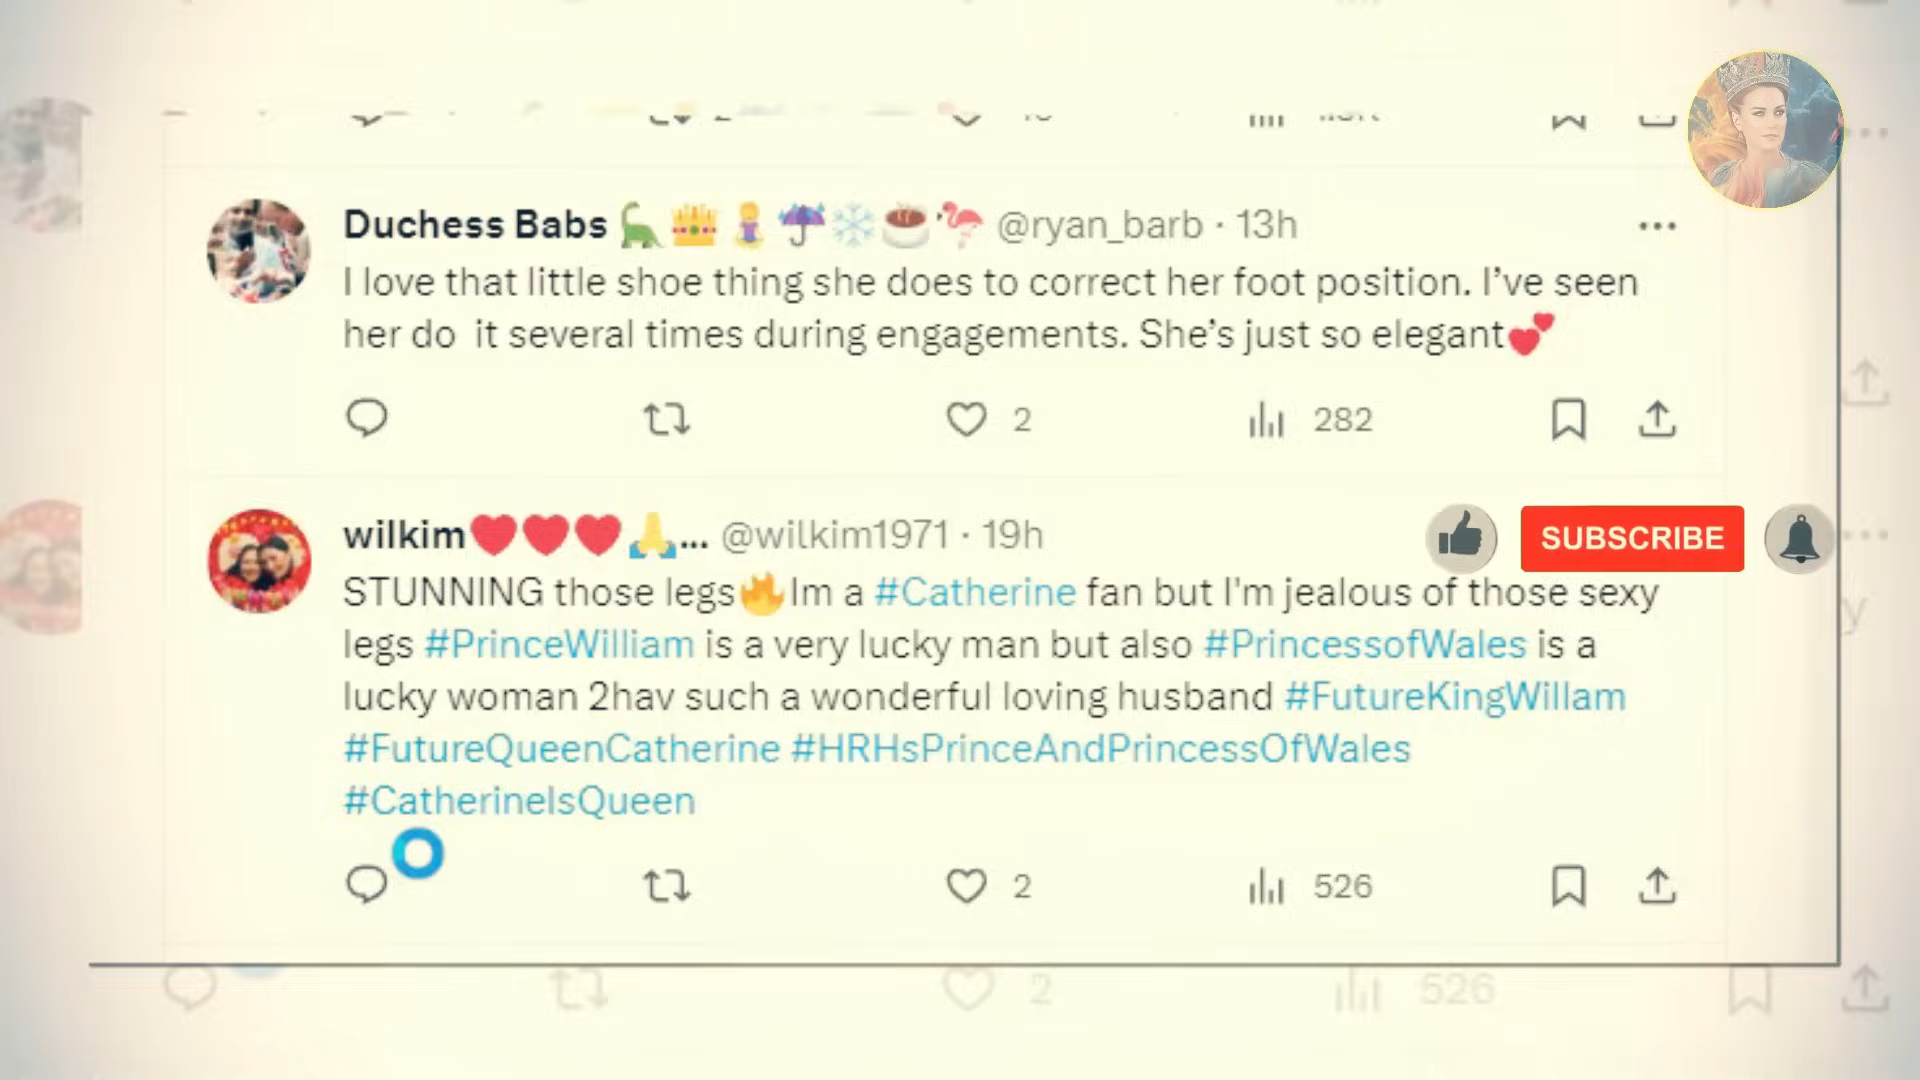 Duchess Babs 🦕👑🧜‍♀️☂️❄️☕🦩 @ryan_barb · 13h
I love that little shoe thing she does to correct her foot position. I’ve seen
her do it several times during engagements. She’s just so elegant💕
2 282
wilkim❤️❤️❤️🙏... @wilkim1971 · 19h
SUBSCRIBE
STUNNING those legs🔥Im a #Catherine fan but I'm jealous of those sexy
legs #PrinceWilliam is a very lucky man but also #PrincessofWales is a
lucky woman 2hav such a wonderful loving husband #FutureKingWillam
#FutureQueenCatherine #HRHsPrinceAndPrincessOfWales
#CatherineIsQueen
2 526
2 526